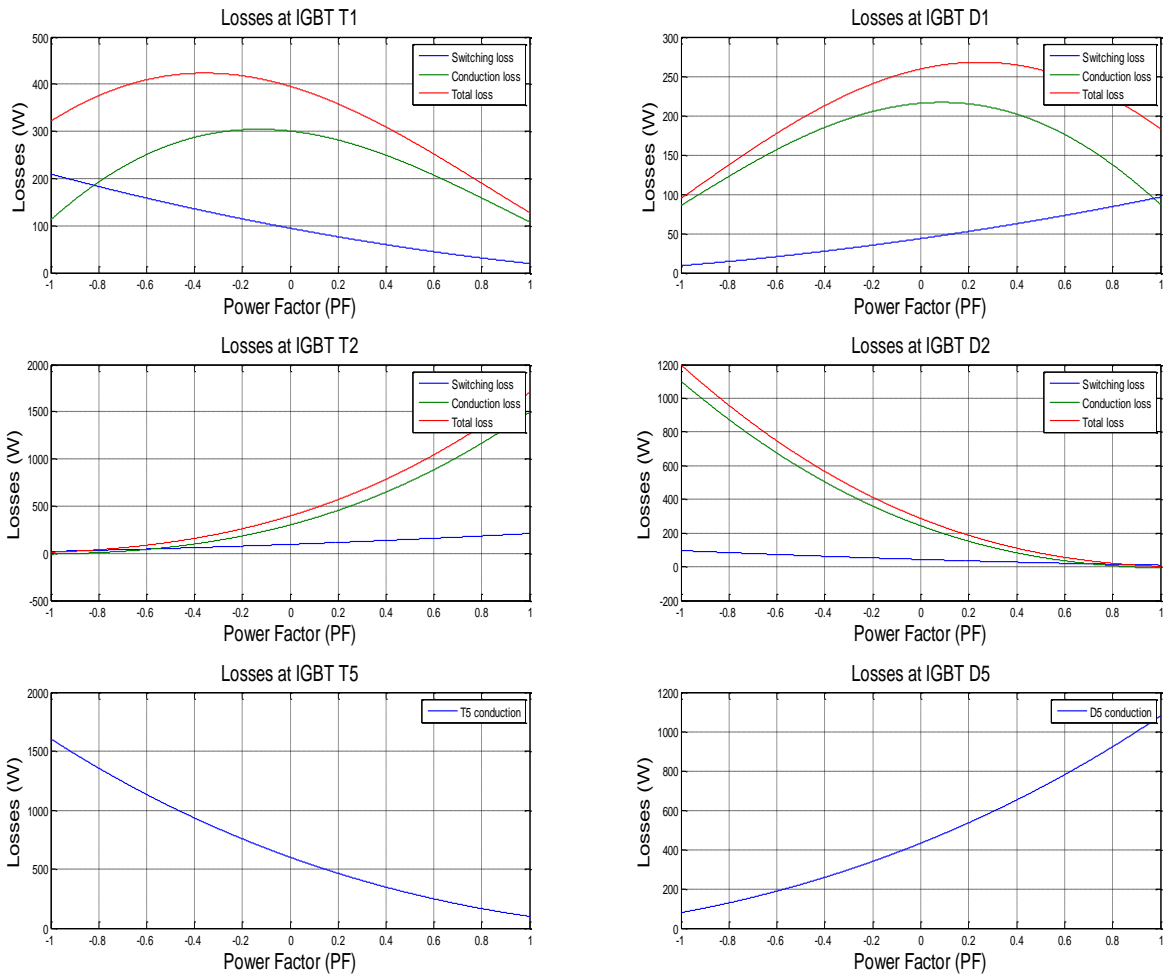 Losses at IGBT T1
Losses (W)
500
400
300
200
100
0
-1 -0.8 -0.6 -0.4 -0.2 0 0.2 0.4 0.6 0.8 1
Power Factor (PF)
Switching loss
Conduction loss
Total loss
Losses at IGBT D1
Losses (W)
300
250
200
150
100
50
0
-1 -0.8 -0.6 -0.4 -0.2 0 0.2 0.4 0.6 0.8 1
Power Factor (PF)
Switching loss
Conduction loss
Total loss
Losses at IGBT T2
Losses (W)
2000
1500
1000
500
0
-500
-1 -0.8 -0.6 -0.4 -0.2 0 0.2 0.4 0.6 0.8 1
Power Factor (PF)
Switching loss
Conduction loss
Total loss
Losses at IGBT D2
Losses (W)
1200
1000
800
600
400
200
0
-200
-1 -0.8 -0.6 -0.4 -0.2 0 0.2 0.4 0.6 0.8 1
Power Factor (PF)
Switching loss
Conduction loss
Total loss
Losses at IGBT T5
Losses (W)
2000
1500
1000
500
0
-1 -0.8 -0.6 -0.4 -0.2 0 0.2 0.4 0.6 0.8 1
Power Factor (PF)
T5 conduction
Losses at IGBT D5
Losses (W)
1200
1000
800
600
400
200
0
-1 -0.8 -0.6 -0.4 -0.2 0 0.2 0.4 0.6 0.8 1
Power Factor (PF)
D5 conduction